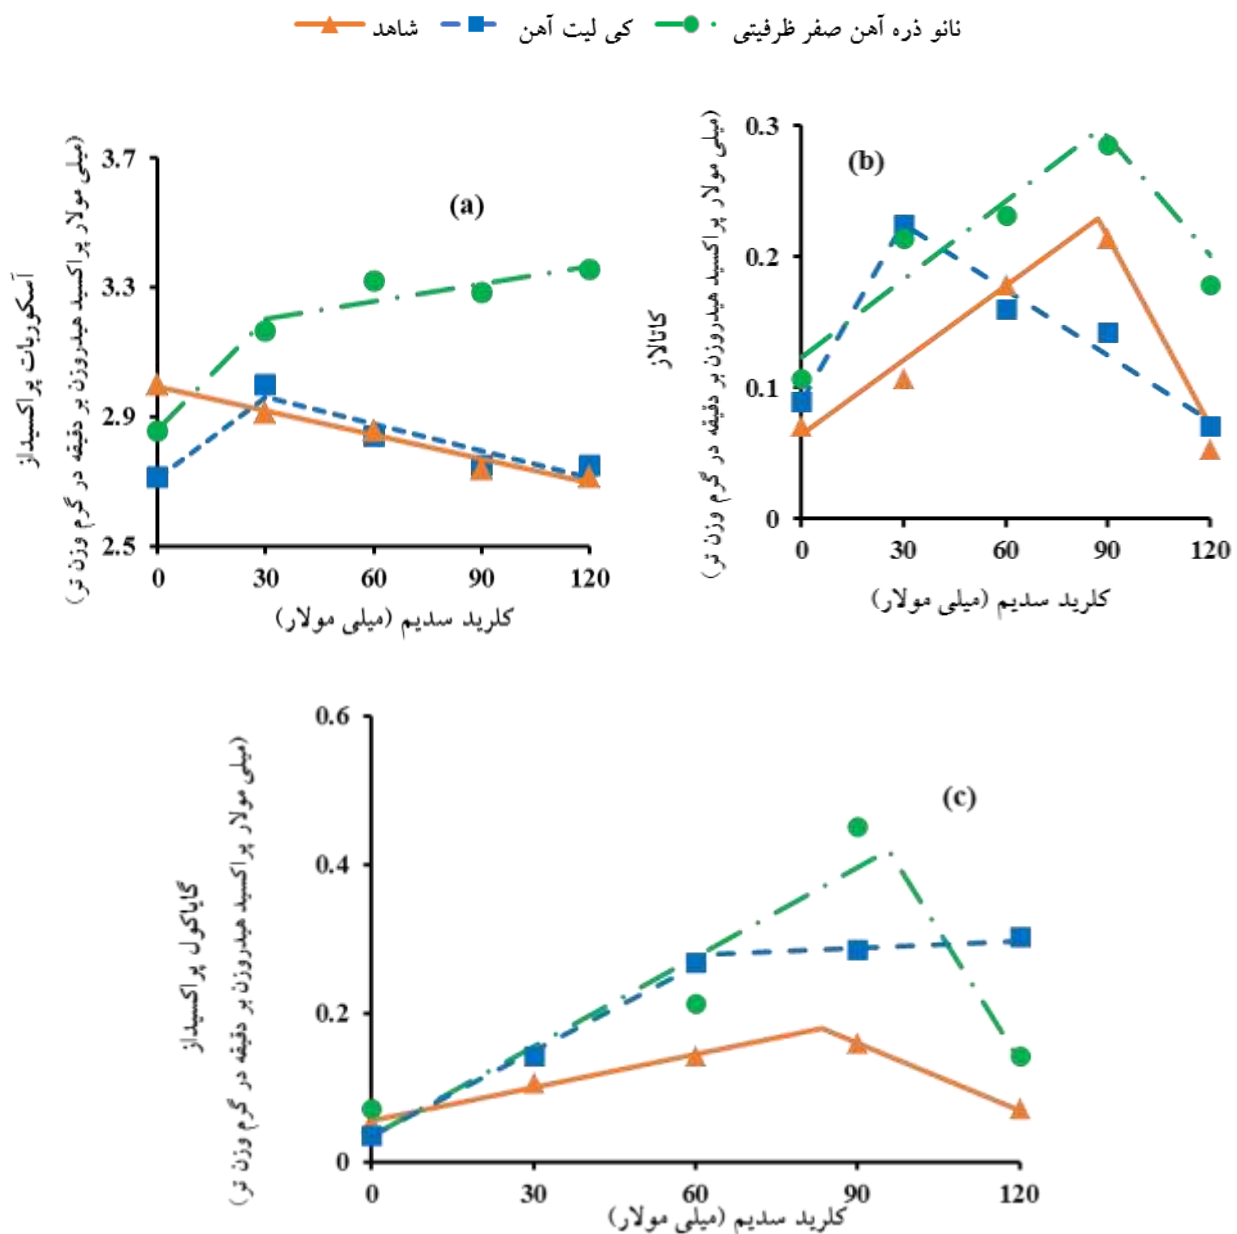 شاهد کی لیت آهن نانو ذره آهن صفر ظرفیتی
(a)
آسکوربات پراکسیداز
(میلی مولار پراکسید هیدروزن بر دقیقه در گرم وزن تر)
3.7
3.3
2.9
2.5
0 30 60 90 120
کلرید سدیم (میلی مولار)
(b)
کاتالاز
(میلی مولار پراکسید هیدروزن بر دقیقه در گرم وزن تر)
0.3
0.2
0.1
0
0 30 60 90 120
کلرید سدیم (میلی مولار)
(c)
گایاکول پراکسیداز
(میلی مولار پراکسید هیدروزن بر دقیقه در گرم وزن تر)
0.6
0.4
0.2
0
0 30 60 90 120
کلرید سدیم (میلی مولار)